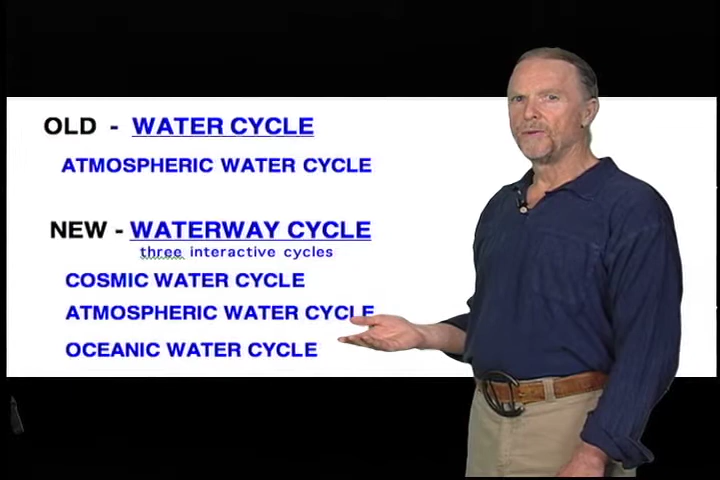 OLD - WATER CYCLE
ATMOSPHERIC WATER CYCLE
NEW - WATERWAY CYCLE
three interactive cycles
COSMIC WATER CYCLE
ATMOSPHERIC WATER CYCLE
OCEANIC WATER CYCLE